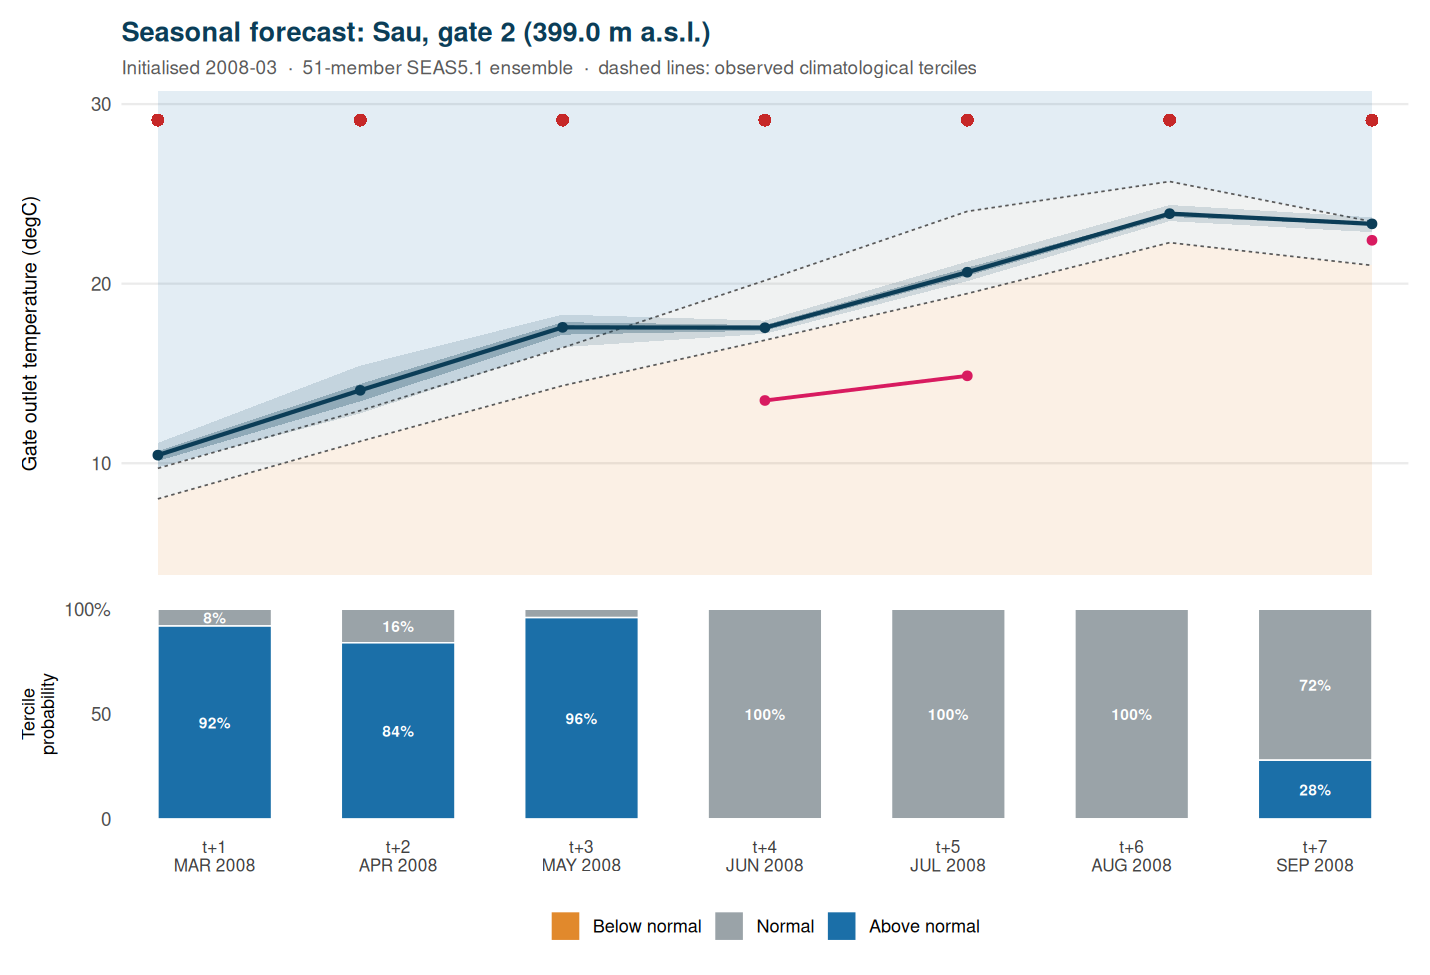 Seasonal forecast: Sau, gate 2 (399.0 m a.s.l.)
Initialised 2008-03 · 51-member SEAS5.1 ensemble · dashed lines: observed climatological terciles
Gate outlet temperature (degC)
30
20
10
Tercile
probability
100%
50
0
8%
92%
16%
84%
96%
100%
100%
100%
72%
28%
t+1
MAR 2008
t+2
APR 2008
t+3
MAY 2008
t+4
JUN 2008
t+5
JUL 2008
t+6
AUG 2008
t+7
SEP 2008
Below normal
Normal
Above normal